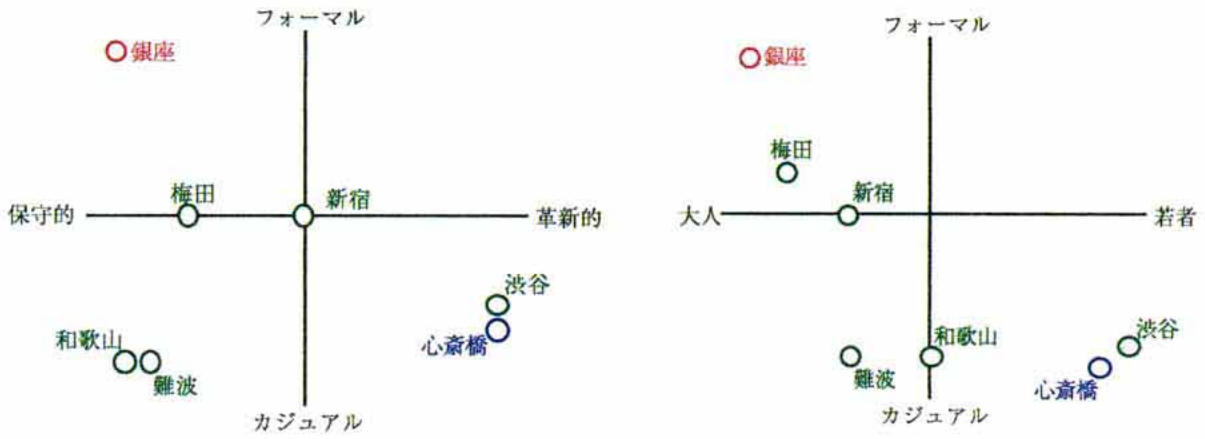 フォーマル
銀座
梅田
新宿
保守的
革新的
渋谷
心斎橋
和歌山
難波
カジュアル
フォーマル
銀座
梅田
新宿
大人
若者
和歌山
渋谷
難波
心斎橋
カジュアル